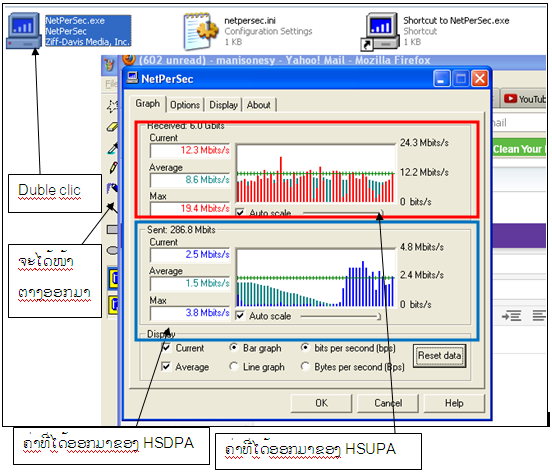 NetPerSec.exe
NetPerSec
Ziff-Davis Media, Inc.
netpersec.ini
Configuration Settings
1 KB
Shortcut to NetPerSec.exe
Shortcut
1 KB
(602 unread) - manisonesy - Yahoo! Mail - Mozilla Firefox
NetPerSec
Graph Options Display About
Received: 6.0 Gbits
Current
12.3 Mbits/s
Average
8.6 Mbits/s
Max
19.4 Mbits/s
24.3 Mbits/s
12.2 Mbits/s
0 bits/s
Auto scale
Sent: 286.8 Mbits
Current
2.5 Mbits/s
Average
1.5 Mbits/s
Max
3.8 Mbits/s
4.8 Mbits/s
2.4 Mbits/s
0 bits/s
Auto scale
Display
Current Bar graph bits per second (bps)
Average Line graph Bytes per second (Bps)
Reset data
OK Cancel Help
YouTub
mail
Clean Your
Duble clic
ຈະໄດ້ໜ້າ
ຕາງອອກມາ
ຄ່າທີ່ໄດ້ອອກມາຂອງ HSDPA
ຄ່າທີ່ໄດ້ອອກມາຂອງ HSUPA